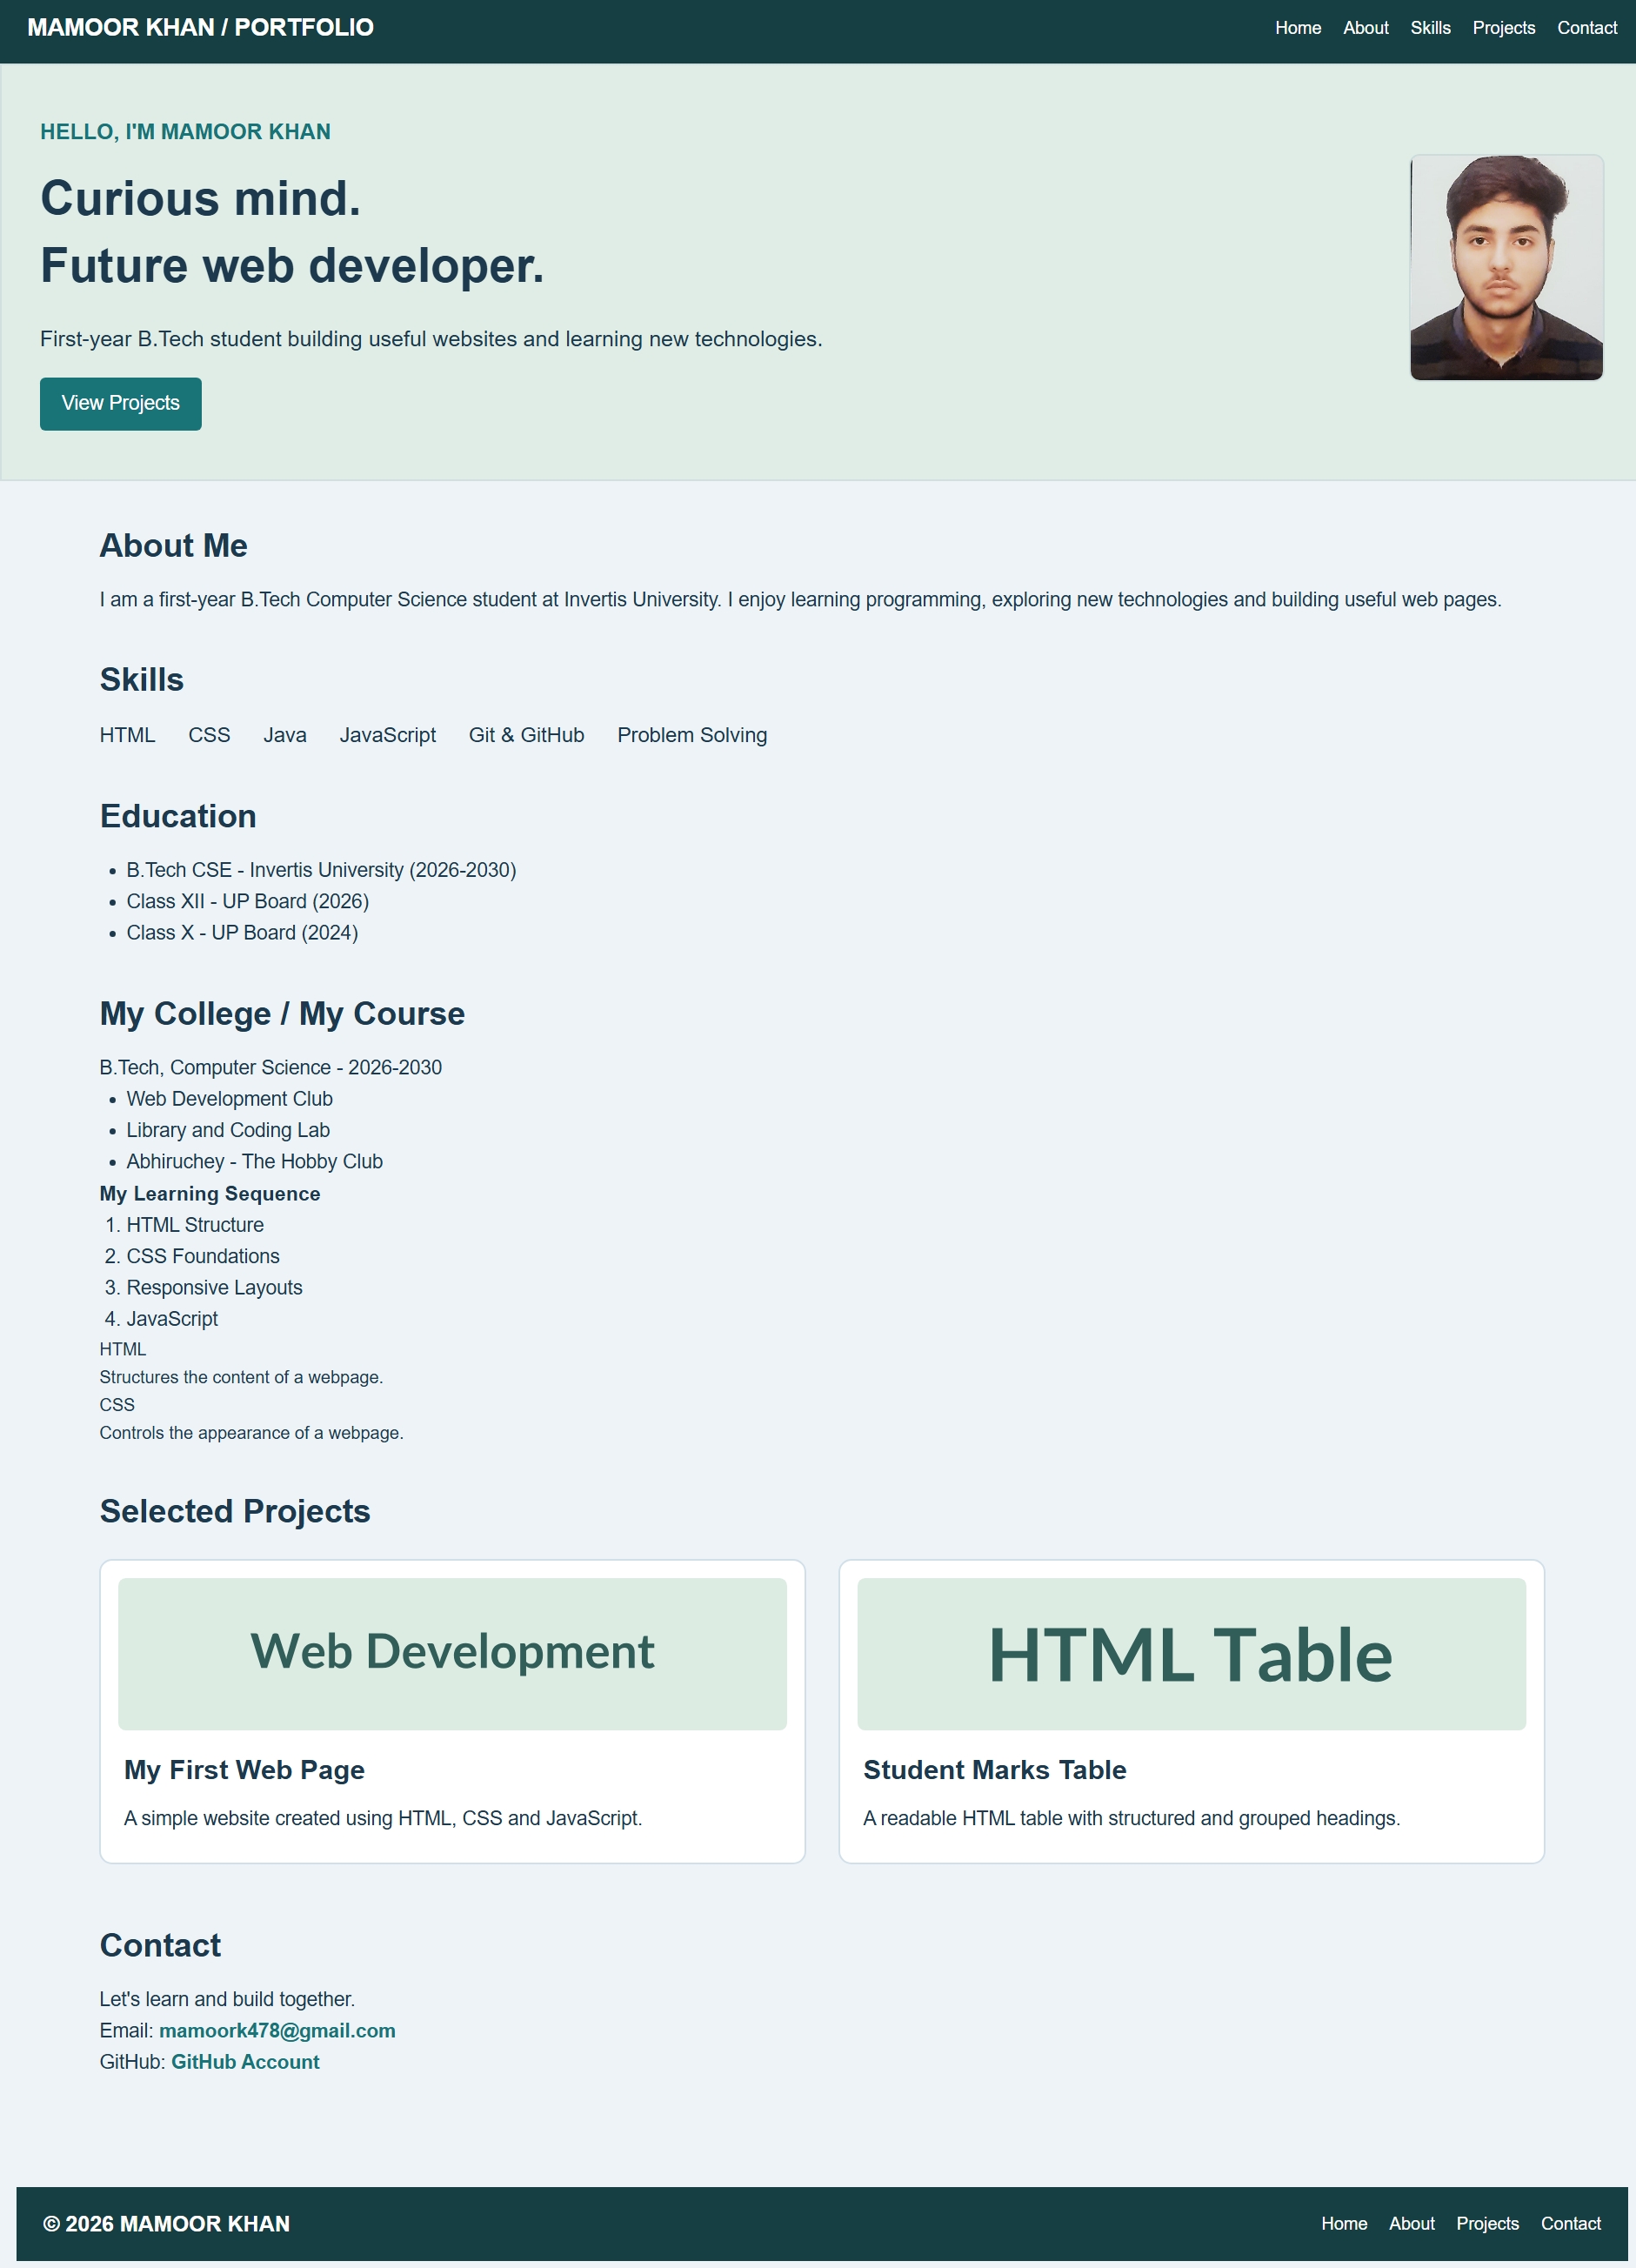 MAMOOR KHAN / PORTFOLIO
Home About Skills Projects Contact
HELLO, I'M MAMOOR KHAN
Curious mind.
Future web developer.
First-year B.Tech student building useful websites and learning new technologies.
View Projects
About Me
I am a first-year B.Tech Computer Science student at Invertis University. I enjoy learning programming, exploring new technologies and building useful web pages.
Skills
HTML CSS Java JavaScript Git & GitHub Problem Solving
Education
• B.Tech CSE - Invertis University (2026-2030)
• Class XII - UP Board (2026)
• Class X - UP Board (2024)
My College / My Course
B.Tech, Computer Science - 2026-2030
• Web Development Club
• Library and Coding Lab
• Abhiruchey - The Hobby Club
My Learning Sequence
1. HTML Structure
2. CSS Foundations
3. Responsive Layouts
4. JavaScript
HTML
Structures the content of a webpage.
CSS
Controls the appearance of a webpage.
Selected Projects
Web Development
My First Web Page
A simple website created using HTML, CSS and JavaScript.
HTML Table
Student Marks Table
A readable HTML table with structured and grouped headings.
Contact
Let's learn and build together.
Email: mamoork478@gmail.com
GitHub: GitHub Account
© 2026 MAMOOR KHAN
Home About Projects Contact